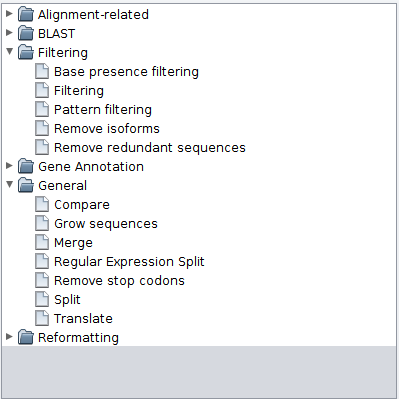 Alignment-related
BLAST
Filtering
Base presence filtering
Filtering
Pattern filtering
Remove isoforms
Remove redundant sequences
Gene Annotation
General
Compare
Grow sequences
Merge
Regular Expression Split
Remove stop codons
Split
Translate
Reformatting